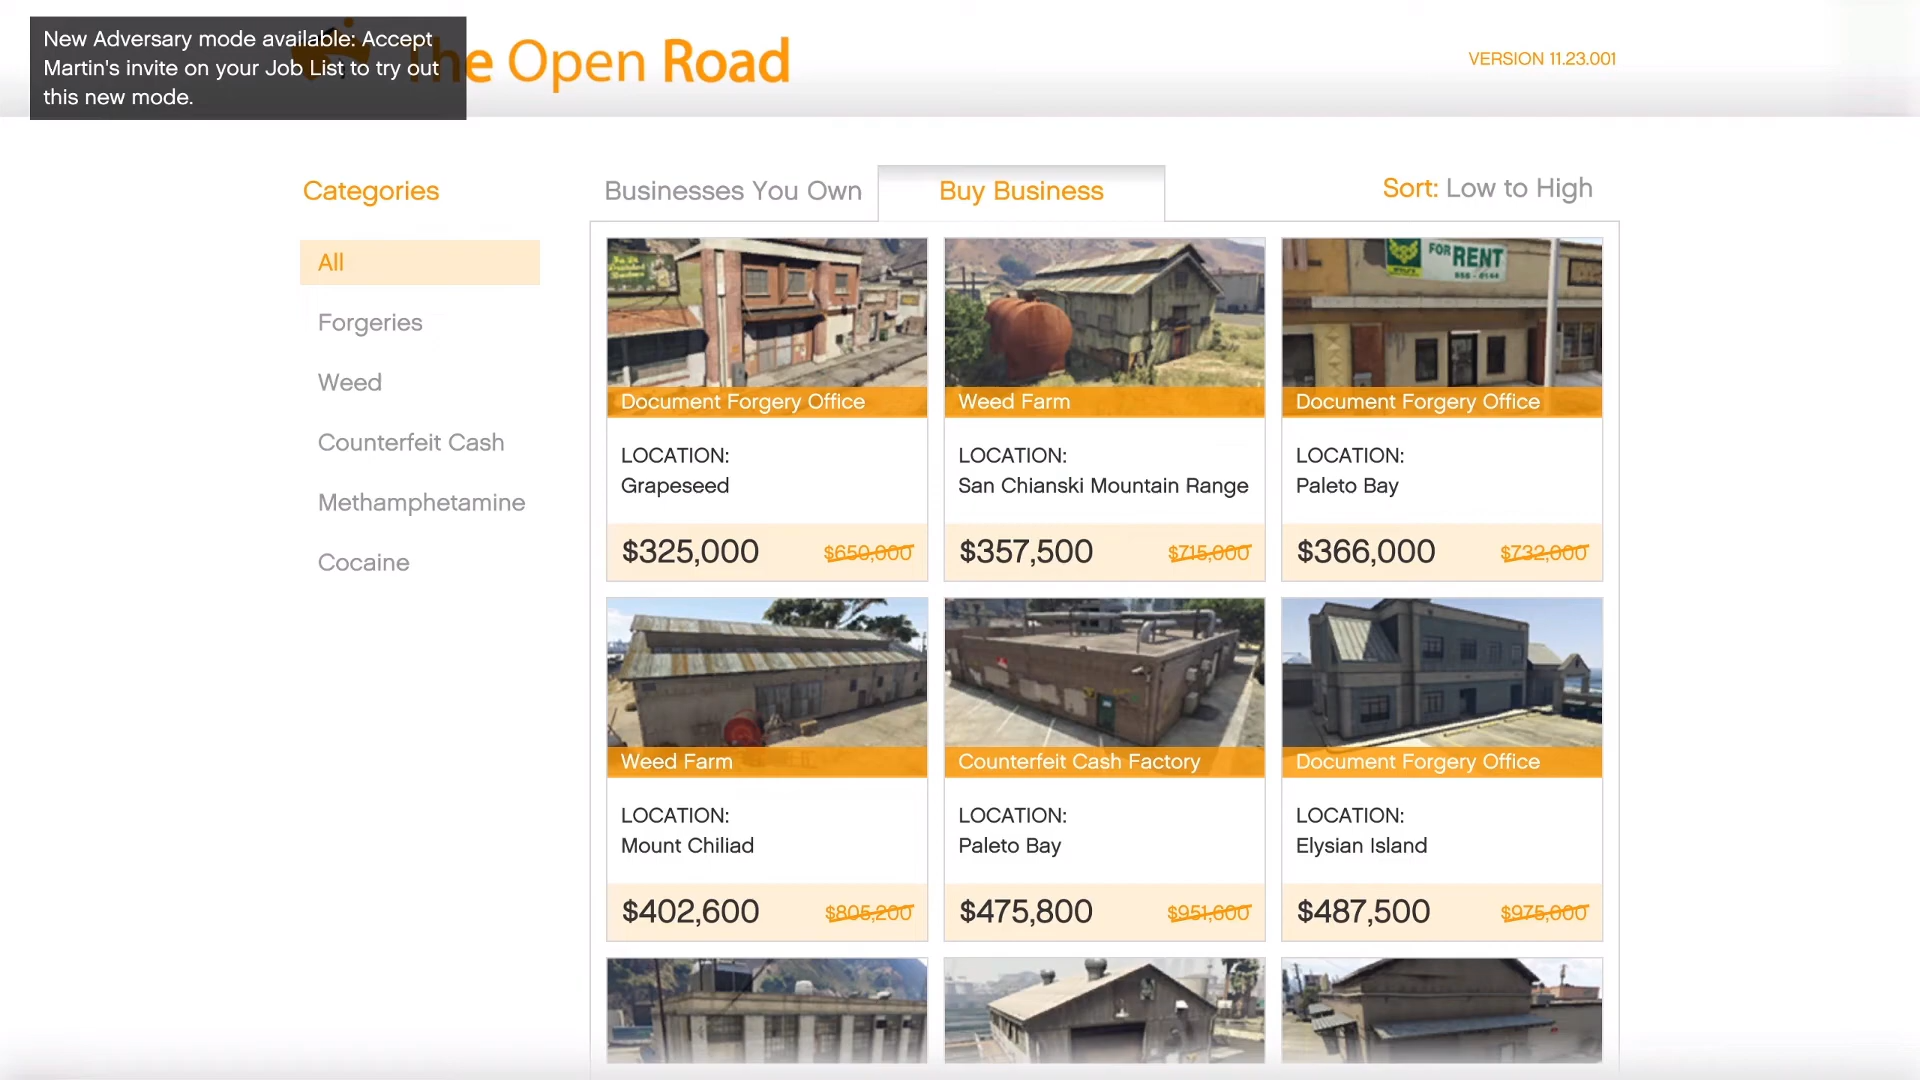 New Adversary mode available: Accept
Martin's invite on your Job List to try out
this new mode.
The Open Road
VERSION 11.23.001
Categories
All
Forgeries
Weed
Counterfeit Cash
Methamphetamine
Cocaine
Businesses You Own
Buy Business
Sort: Low to High
FOR RENT
Document Forgery Office
LOCATION:
Grapeseed
$325,000 $650,000
Weed Farm
LOCATION:
San Chianski Mountain Range
$357,500 $715,000
Document Forgery Office
LOCATION:
Paleto Bay
$366,000 $732,000
Weed Farm
LOCATION:
Mount Chiliad
$402,600 $805,200
Counterfeit Cash Factory
LOCATION:
Paleto Bay
$475,800 $951,600
Document Forgery Office
LOCATION:
Elysian Island
$487,500 $975,000